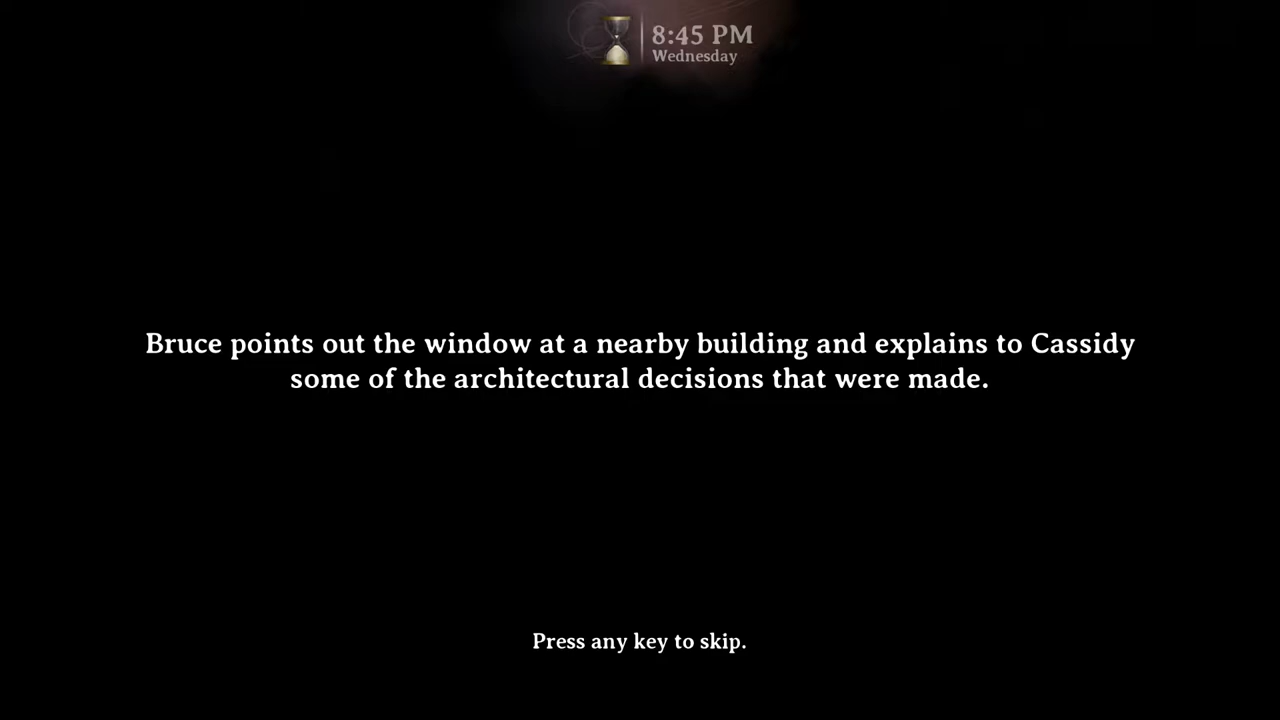 8:45 PM
Wednesday
Bruce points out the window at a nearby building and explains to Cassidy
some of the architectural decisions that were made.
Press any key to skip.